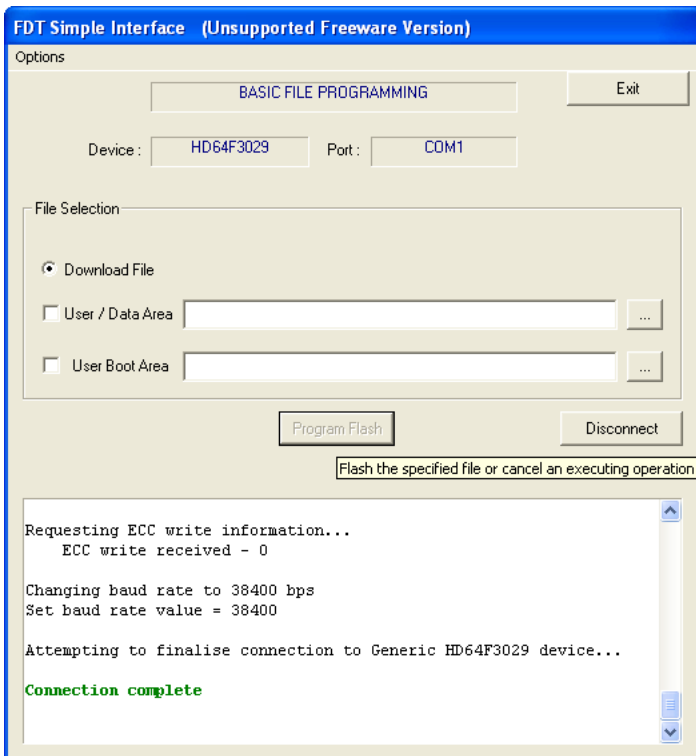 FDT Simple Interface   (Unsupported Freeware Version)
Options
BASIC FILE PROGRAMMING
Exit
Device : HD64F3029 Port : COM1
File Selection
Download File
User / Data Area ...
User Boot Area ...
Program Flash Disconnect
Flash the specified file or cancel an executing operation
Requesting ECC write information...
    ECC write received - 0
Changing baud rate to 38400 bps
Set baud rate value = 38400
Attempting to finalise connection to Generic HD64F3029 device...
Connection complete